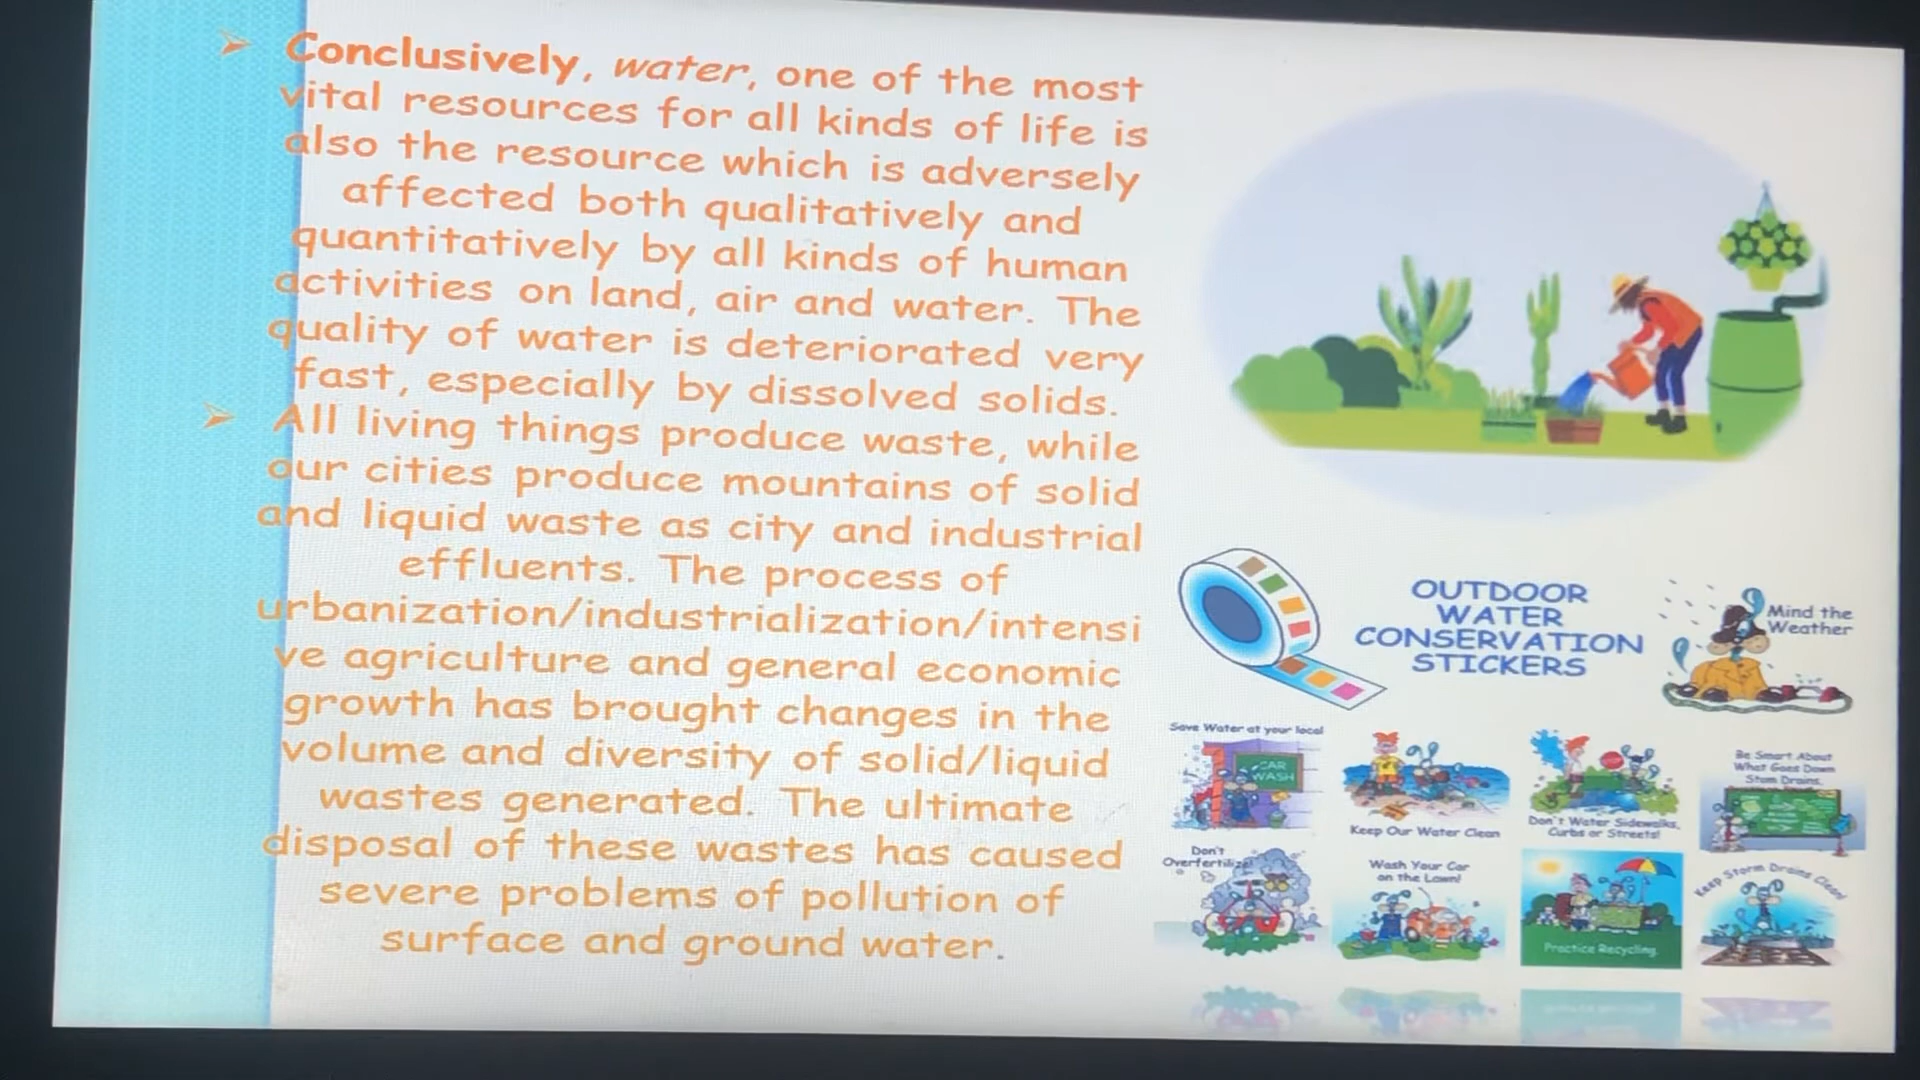 ➢ Conclusively, water, one of the most
vital resources for all kinds of life is
also the resource which is adversely
affected both qualitatively and
quantitatively by all kinds of human
activities on land, air and water. The
quality of water is deteriorated very
fast, especially by dissolved solids.
➢ All living things produce waste, while
our cities produce mountains of solid
and liquid waste as city and industrial
effluents. The process of
urbanization/industrialization/intensi
ve agriculture and general economic
growth has brought changes in the
volume and diversity of solid/liquid
wastes generated. The ultimate
disposal of these wastes has caused
severe problems of pollution of
surface and ground water.
OUTDOOR
WATER
CONSERVATION
STICKERS
Mind the
Weather
Save Water at your local
CAR
WASH
Keep Our Water Clean
Don't Water Sidewalks,
Curbs or Streets!
Be Smart About
What Goes Down
Storm Drains
Don't
Overfertilize!
Wash Your Car
on the Lawn!
Practice Recycling
Keep Storm Drains Clean!